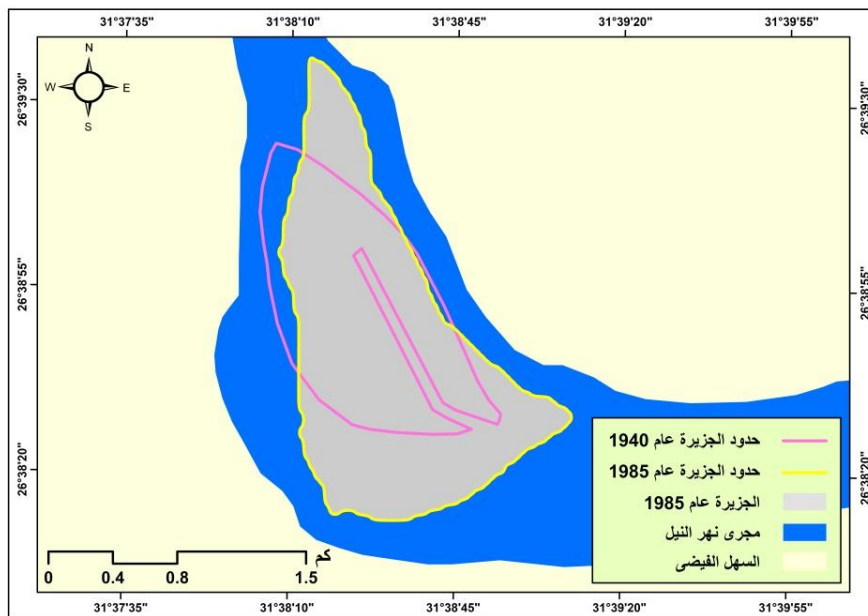 31°37'35" 31°38'10" 31°38'45" 31°39'20" 31°39'55"
26°39'30" 26°39'30"
N
W E
S
26°38'55" 26°38'55"
26°38'20" 26°38'20"
حدود الجزيرة عام 1940
حدود الجزيرة عام 1985
الجزيرة عام 1985
مجرى نهر النيل
السهل الفيضى
كم
0 0.4 0.8 1.5
31°37'35" 31°38'10" 31°38'45" 31°39'20" 31°39'55"